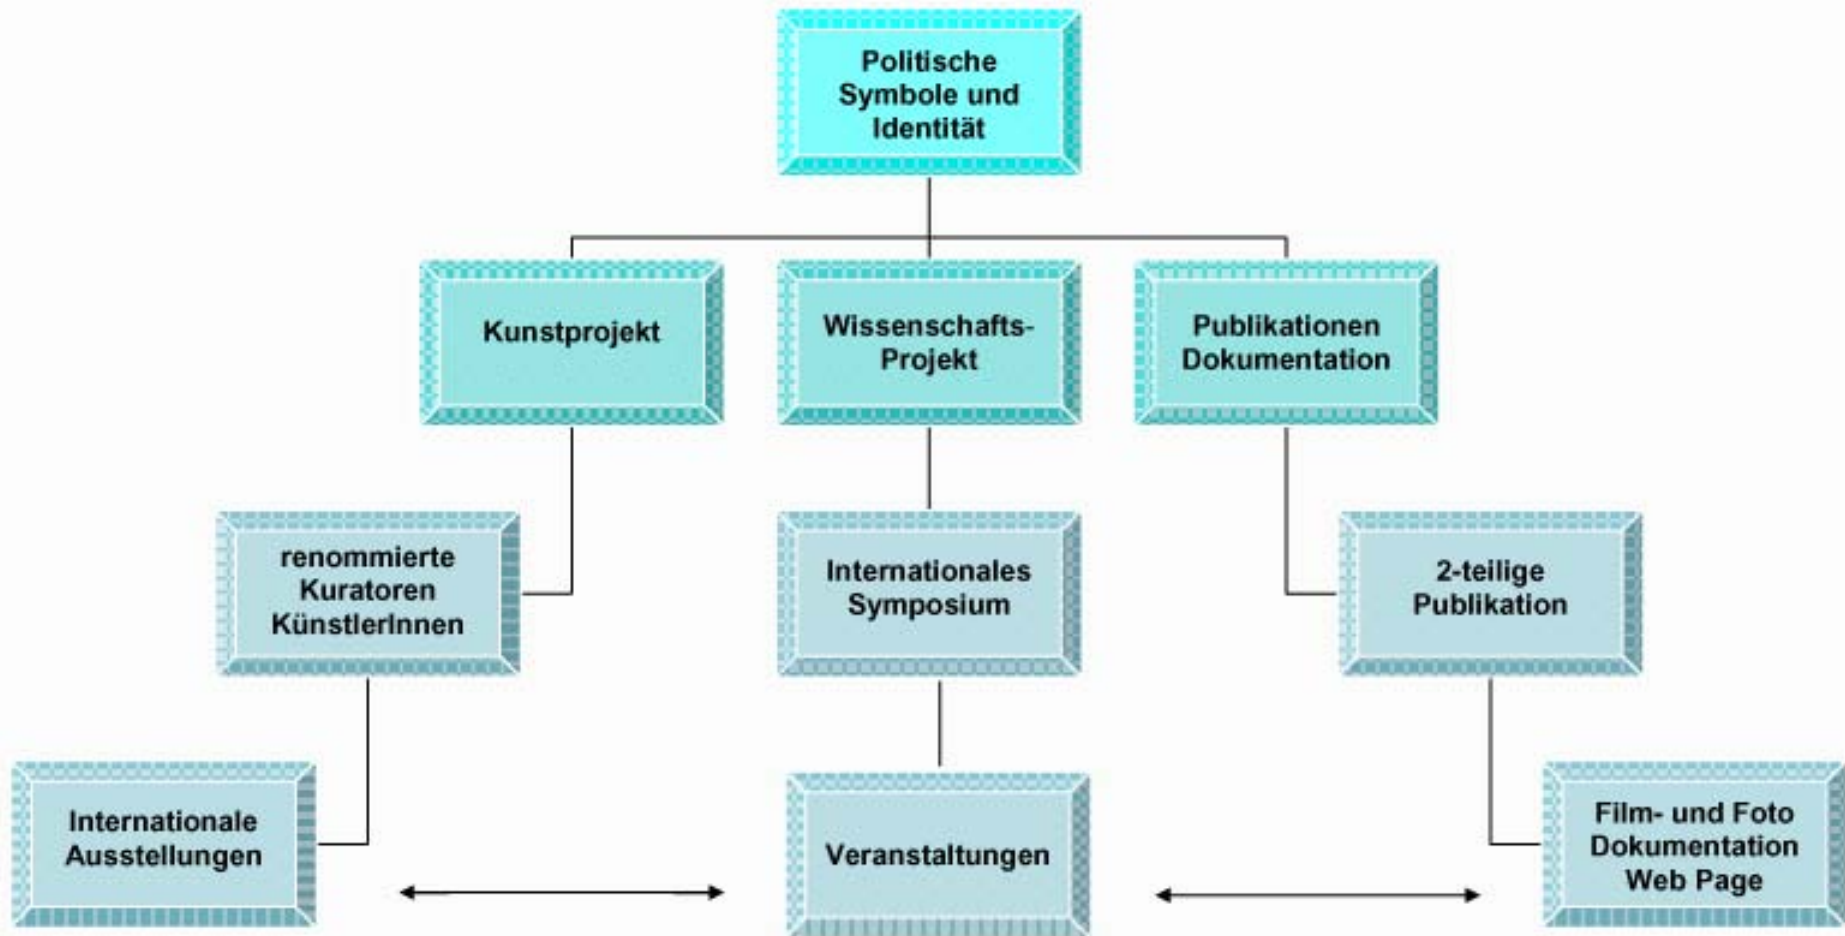 Politische
Symbole und
Identität
Kunstprojekt
Wissenschafts-
Projekt
Publikationen
Dokumentation
renommierte
Kuratoren
KünstlerInnen
Internationales
Symposium
2-teilige
Publikation
Internationale
Ausstellungen
Veranstaltungen
Film- und Foto
Dokumentation
Web Page